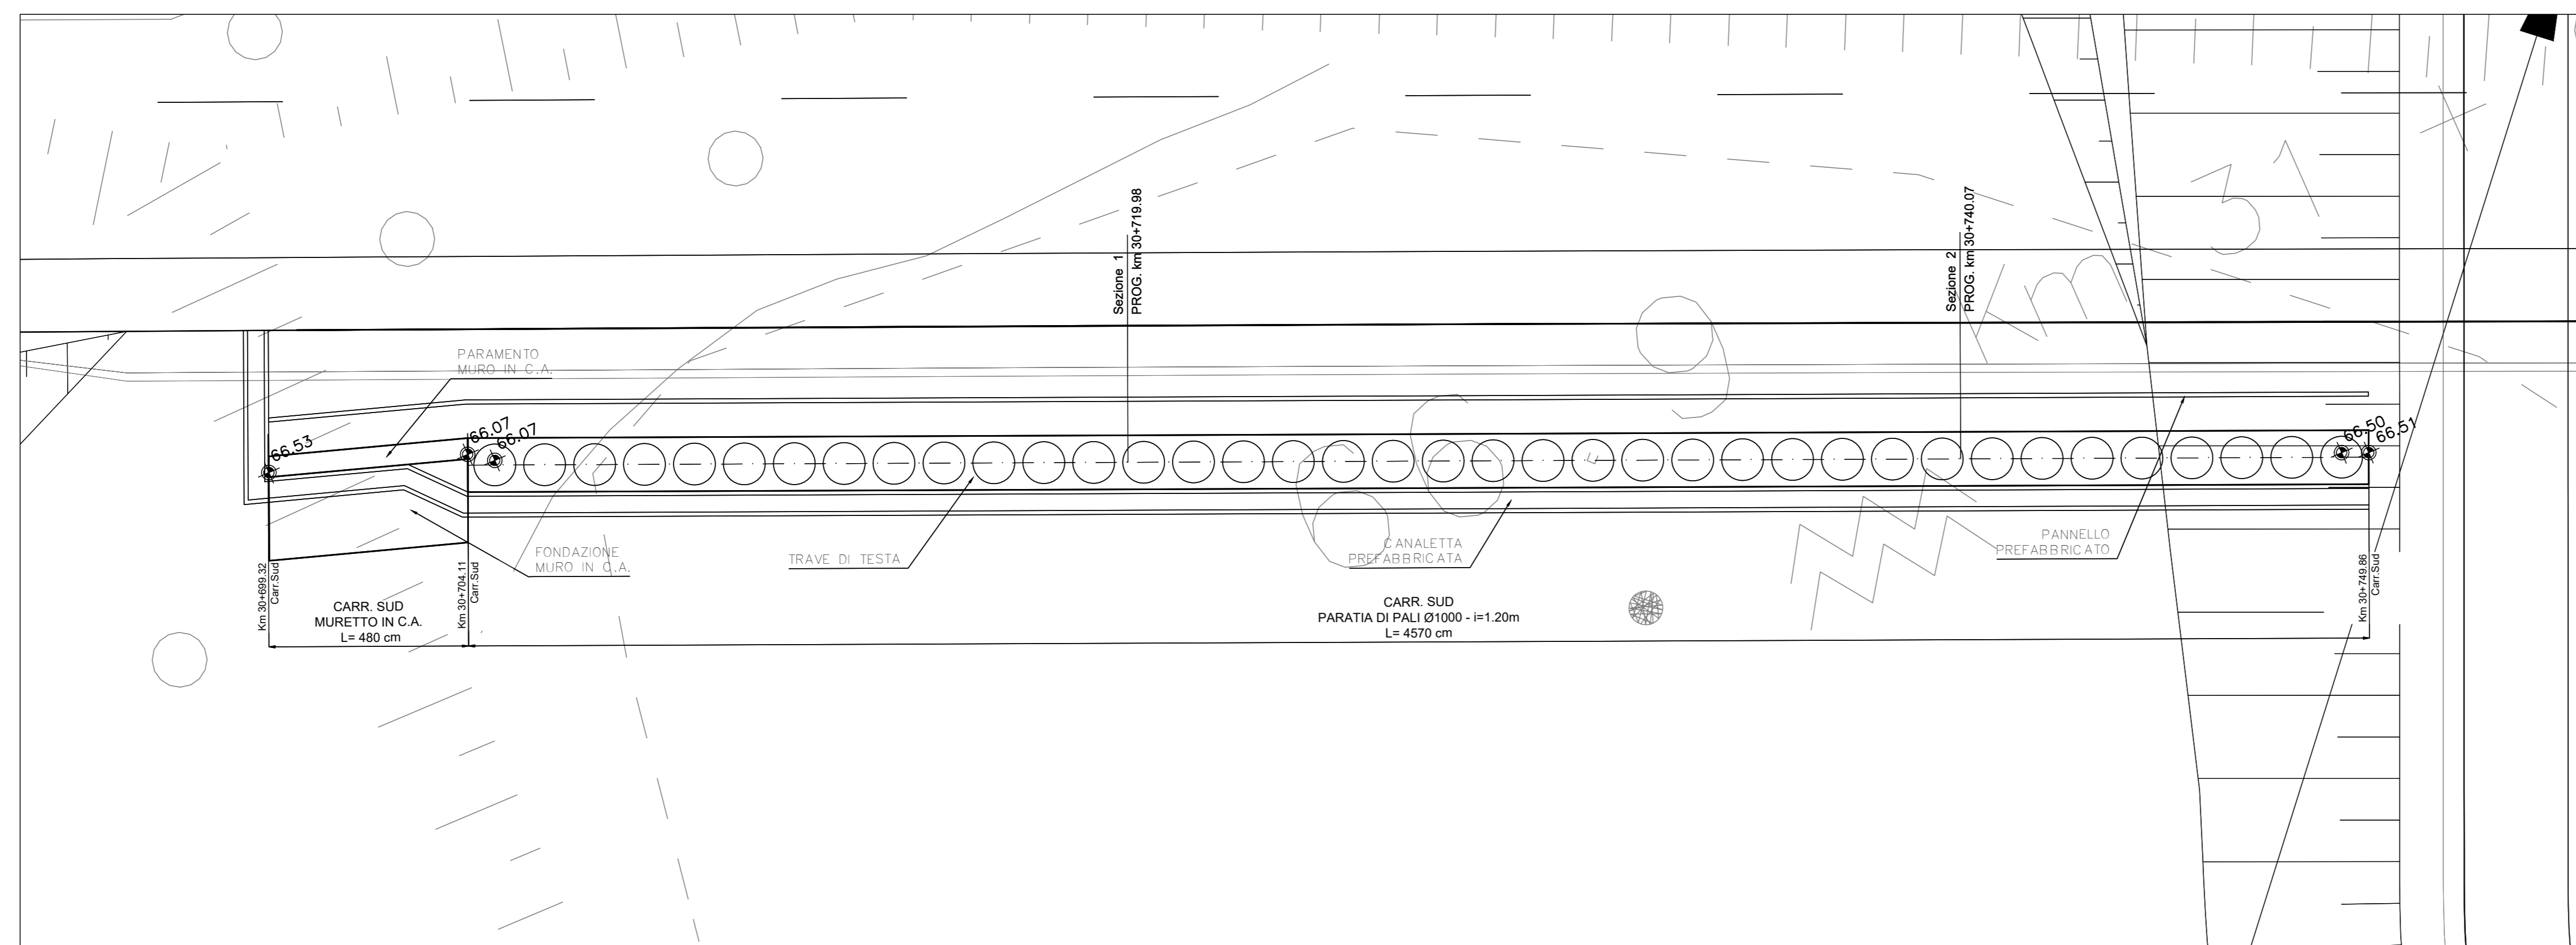 Sezione 1
PROG. km 30+719.98
Sezione 2
PROG. km 30+740.07
Km 31
PARAMENTO
MURO IN C.A.
66.53
66.07
66.07
66.50
66.51
FONDAZIONE
MURO IN C.A.
TRAVE DI TESTA
CANALETTA
PREFABBRICATA
PANNELLO
PREFABBRICATO
Km 30+699.32
Carr.Sud
CARR. SUD
MURETTO IN C.A.
L= 480 cm
Km 30+704.11
Carr.Sud
CARR. SUD
PARATIA DI PALI Ø1000 - i=1.20m
L= 4570 cm
Km 30+749.86
Carr.Sud